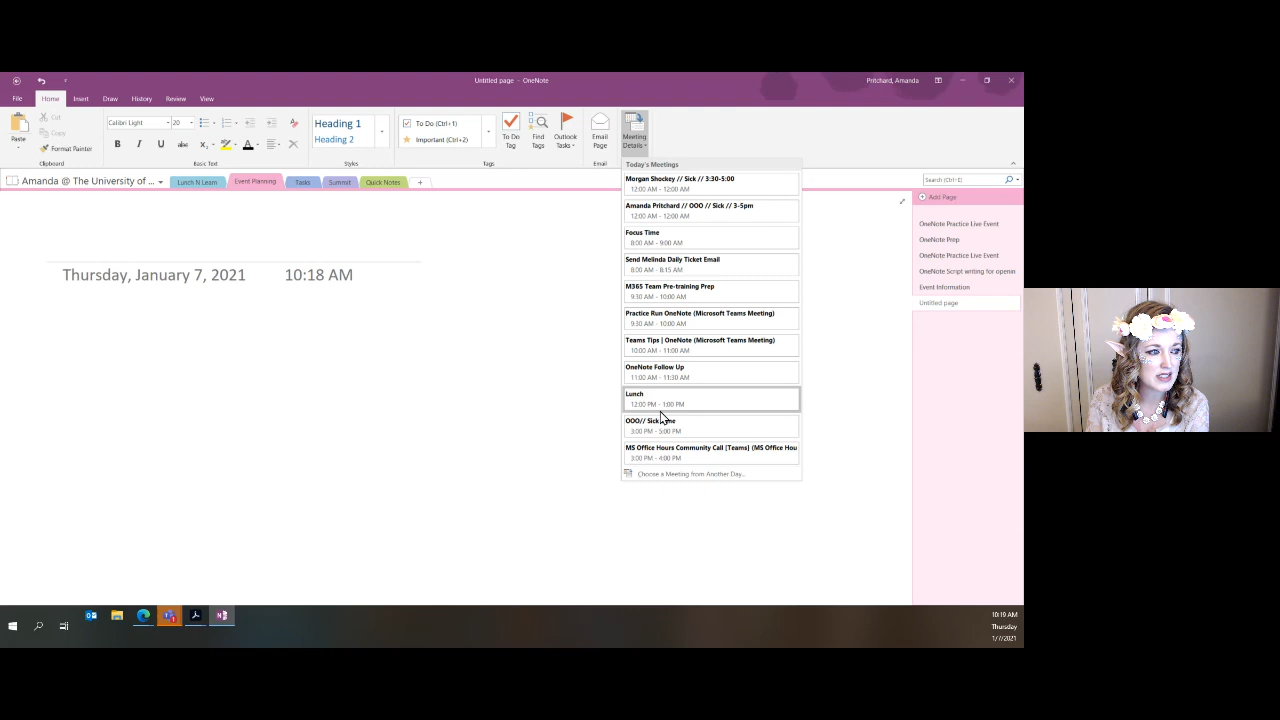 Untitled page - OneNote
Pritchard, Amanda
File Home Insert Draw History Review View
Paste
Cut
Copy
Format Painter
Clipboard
Calibri Light 20
Basic Text
Heading 1
Heading 2
Styles
To Do (Ctrl+1)
Important (Ctrl+2)
Tags
To Do Tag
Find Tags
Outlook Tasks
Email Page
Email
Meeting Details
Amanda @ The University of ...
Lunch N Learn Event Planning Tasks Summit Quick Notes
Search (Ctrl+E)
Add Page
OneNote Practice Live Event
OneNote Prep
OneNote Practice Live Event
OneNote Script writing for openin
Event Information
Untitled page
Thursday, January 7, 2021 10:18 AM
Today's Meetings
Morgan Shockey // Sick // 3:30-5:00
12:00 AM - 12:00 AM
Amanda Pritchard // OOO // Sick // 3-5pm
12:00 AM - 12:00 AM
Focus Time
8:00 AM - 9:00 AM
Send Melinda Daily Ticket Email
8:00 AM - 8:15 AM
M365 Team Pre-training Prep
9:30 AM - 10:00 AM
Practice Run OneNote (Microsoft Teams Meeting)
9:30 AM - 10:00 AM
Teams Tips | OneNote (Microsoft Teams Meeting)
10:00 AM - 11:00 AM
OneNote Follow Up
11:00 AM - 11:30 AM
Lunch
12:00 PM - 1:00 PM
OOO// Sick
3:00 PM - 5:00 PM
MS Office Hours Community Call [Teams] (MS Office Hou
3:00 PM - 4:00 PM
Choose a Meeting from Another Day...
10:19 AM
Thursday
1/7/2021